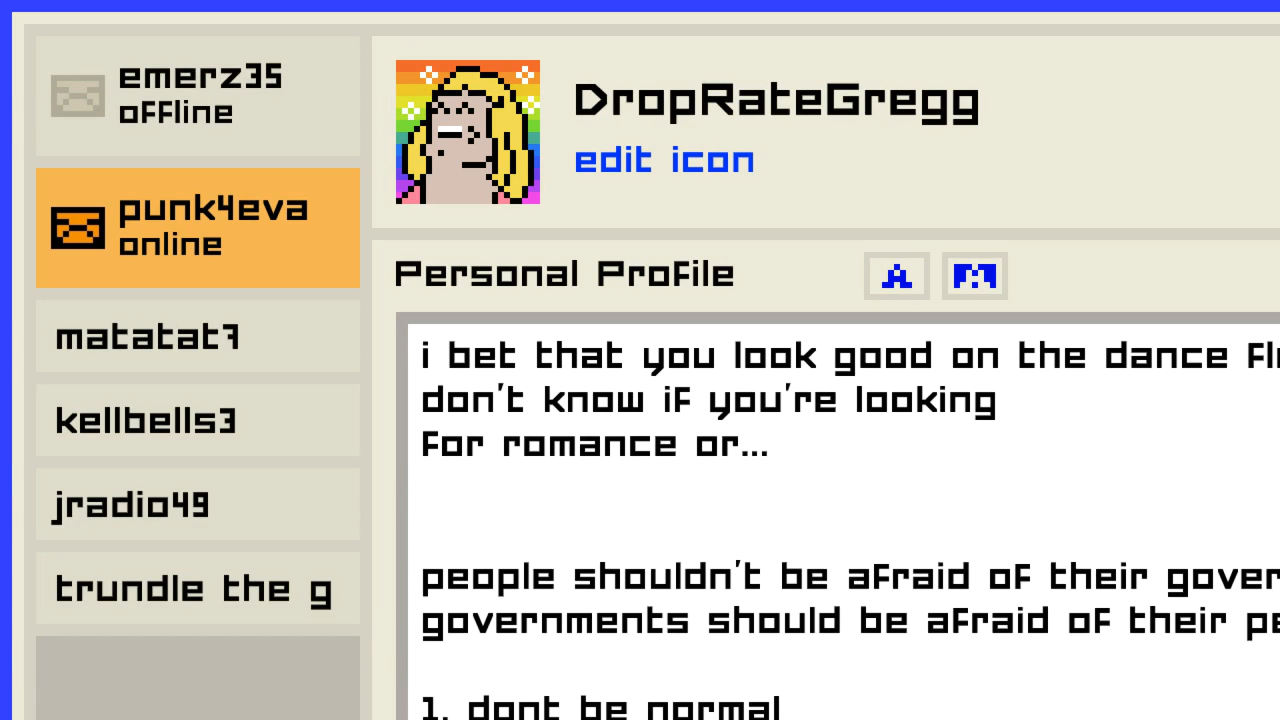 emerz35
offline
punk4eva
online
matatat7
kellbells3
jradio49
trundle the g
DropRateGregg
edit icon
Personal Profile
A
i bet that you look good on the dance
don't know if you're looking
for romance or...
people shouldn't be afraid of their
governments should be afraid of their
1. dont be normal